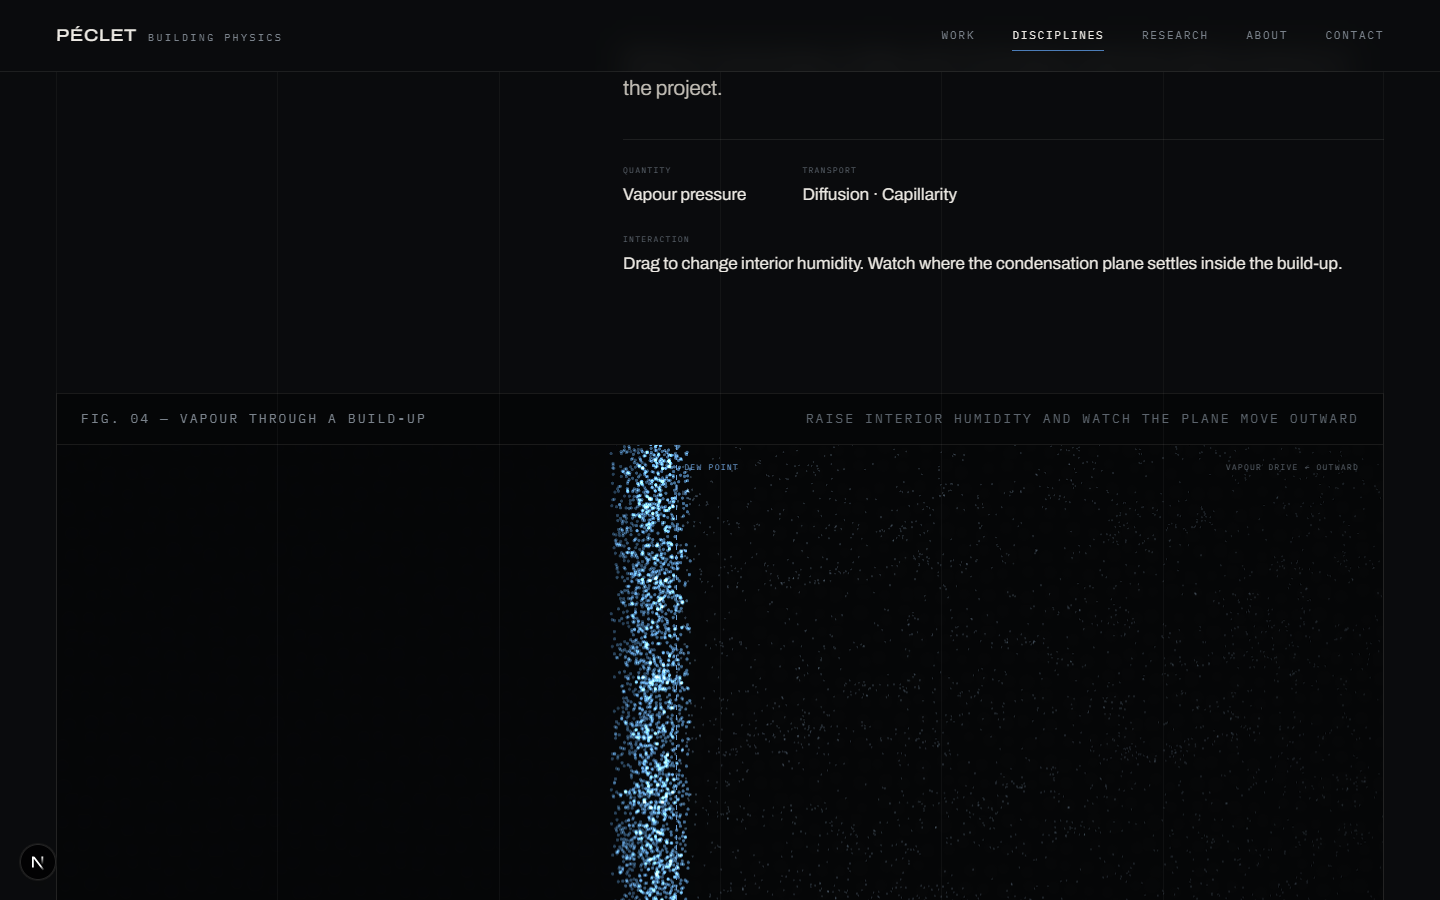 PÉCLET BUILDING PHYSICS
WORK DISCIPLINES RESEARCH ABOUT CONTACT
the project.
QUANTITY TRANSPORT
Vapour pressure Diffusion · Capillarity
INTERACTION
Drag to change interior humidity. Watch where the condensation plane settles inside the build-up.
FIG. 04 — VAPOUR THROUGH A BUILD-UP RAISE INTERIOR HUMIDITY AND WATCH THE PLANE MOVE OUTWARD
DEW POINT VAPOUR DRIVE ← OUTWARD
N